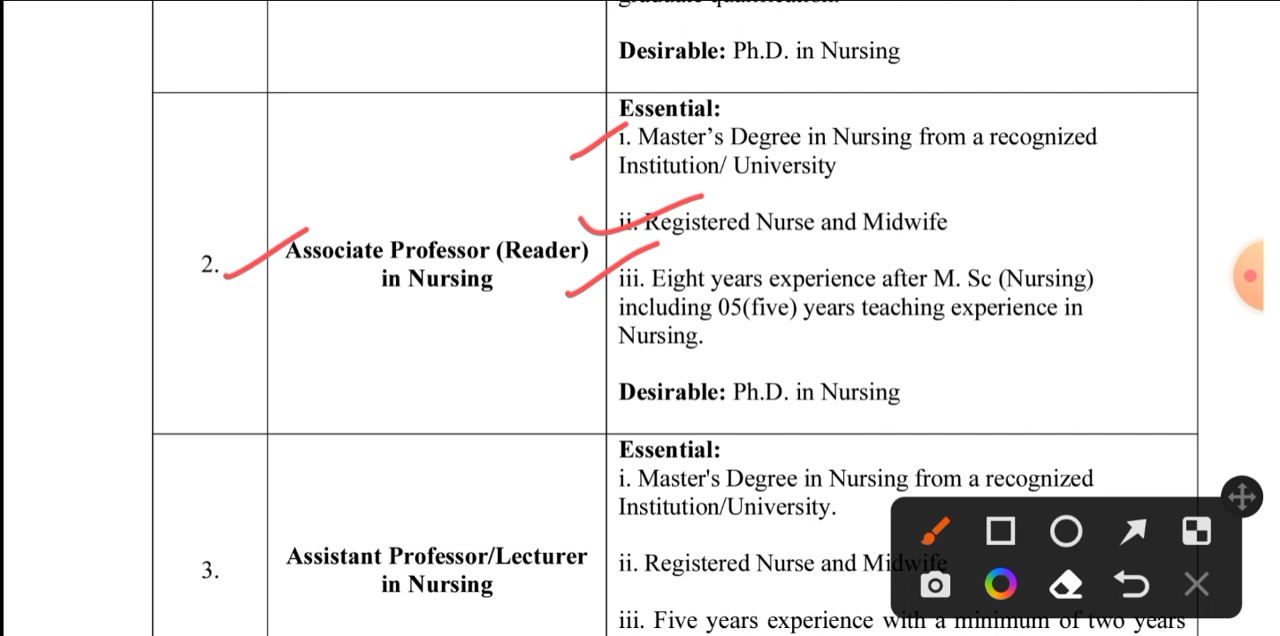 graduate qualification.
Desirable: Ph.D. in Nursing
2.
Associate Professor (Reader)
in Nursing
Essential:
i. Master’s Degree in Nursing from a recognized
Institution/ University
ii. Registered Nurse and Midwife
iii. Eight years experience after M. Sc (Nursing)
including 05(five) years teaching experience in
Nursing.
Desirable: Ph.D. in Nursing
3.
Assistant Professor/Lecturer
in Nursing
Essential:
i. Master's Degree in Nursing from a recognized
Institution/University.
ii. Registered Nurse and Midwife
iii. Five years experience with a minimum of two years